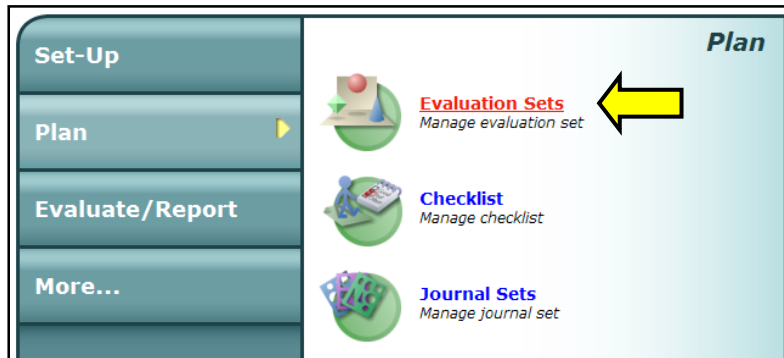 Set-Up
Plan
Evaluate/Report
More...
Plan
Evaluation Sets
Manage evaluation set
Checklist
Manage checklist
Journal Sets
Manage journal set